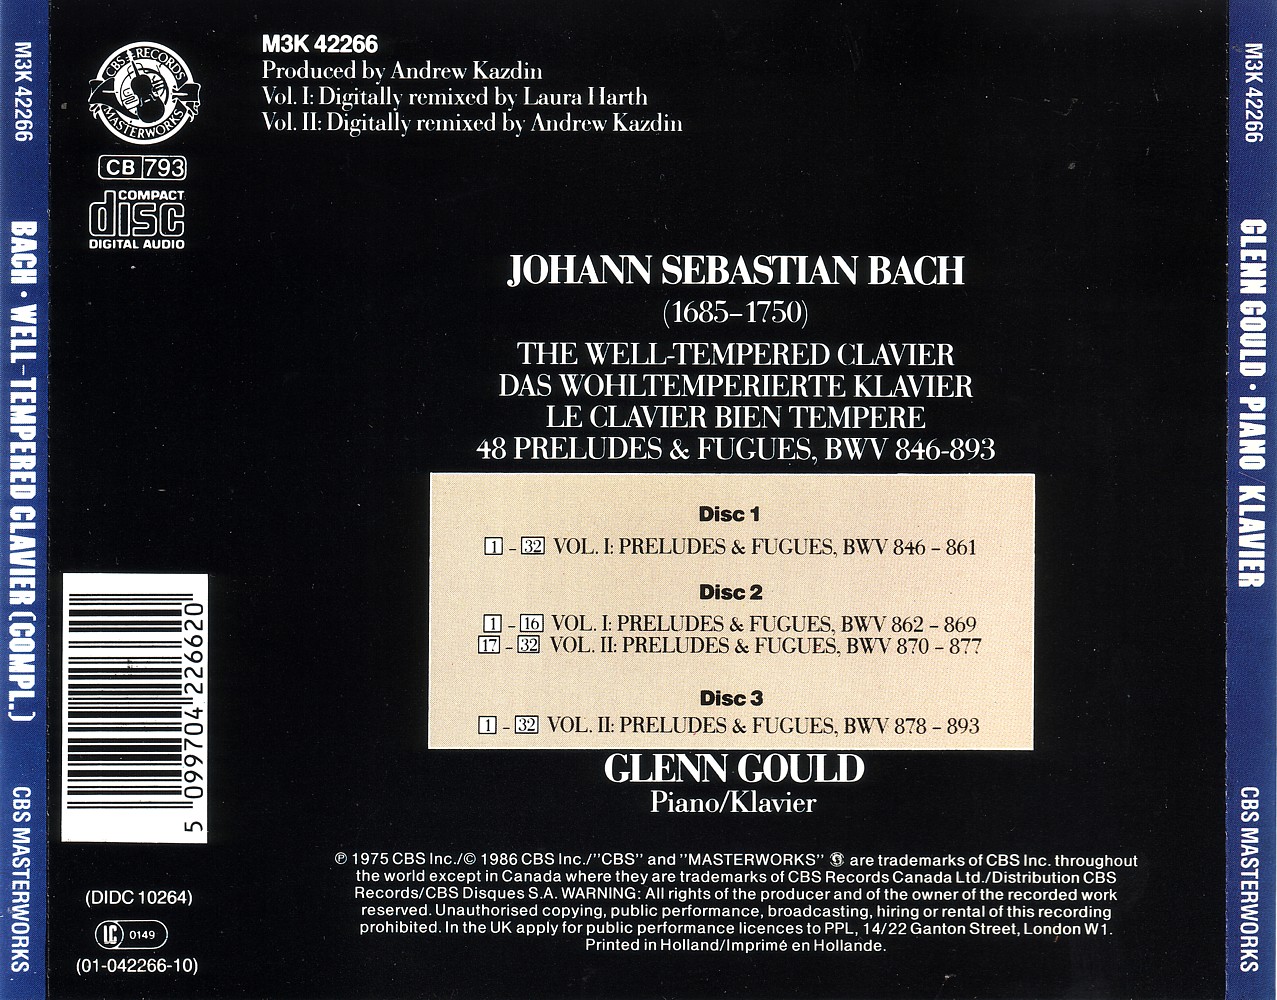 M3K 42266
BACH · WELL-TEMPERED CLAVIER (COMPL.)
CBS MASTERWORKS
CBS RECORDS
MASTERWORKS
CB 793
COMPACT
disc
DIGITAL AUDIO
M3K 42266
Produced by Andrew Kazdin
Vol. I: Digitally remixed by Laura Harth
Vol. II: Digitally remixed by Andrew Kazdin
JOHANN SEBASTIAN BACH
(1685–1750)
THE WELL-TEMPERED CLAVIER
DAS WOHLTEMPERIERTE KLAVIER
LE CLAVIER BIEN TEMPERE
48 PRELUDES & FUGUES, BWV 846-893
Disc 1
1 – 32 VOL. I: PRELUDES & FUGUES, BWV 846 – 861
Disc 2
1 – 16 VOL. I: PRELUDES & FUGUES, BWV 862 – 869
17 – 32 VOL. II: PRELUDES & FUGUES, BWV 870 – 877
Disc 3
1 – 32 VOL. II: PRELUDES & FUGUES, BWV 878 – 893
GLENN GOULD
Piano/Klavier
5 099704 226620
(DIDC 10264)
LC 0149
(01-042266-10)
℗ 1975 CBS Inc./© 1986 CBS Inc./"CBS" and "MASTERWORKS" are trademarks of CBS Inc. throughout
the world except in Canada where they are trademarks of CBS Records Canada Ltd./Distribution CBS
Records/CBS Disques S.A. WARNING: All rights of the producer and of the owner of the recorded work
reserved. Unauthorised copying, public performance, broadcasting, hiring or rental of this recording
prohibited. In the UK apply for public performance licences to PPL, 14/22 Ganton Street, London W1.
Printed in Holland/Imprimé en Hollande.
M3K 42266
GLENN GOULD · PIANO/KLAVIER
CBS MASTERWORKS